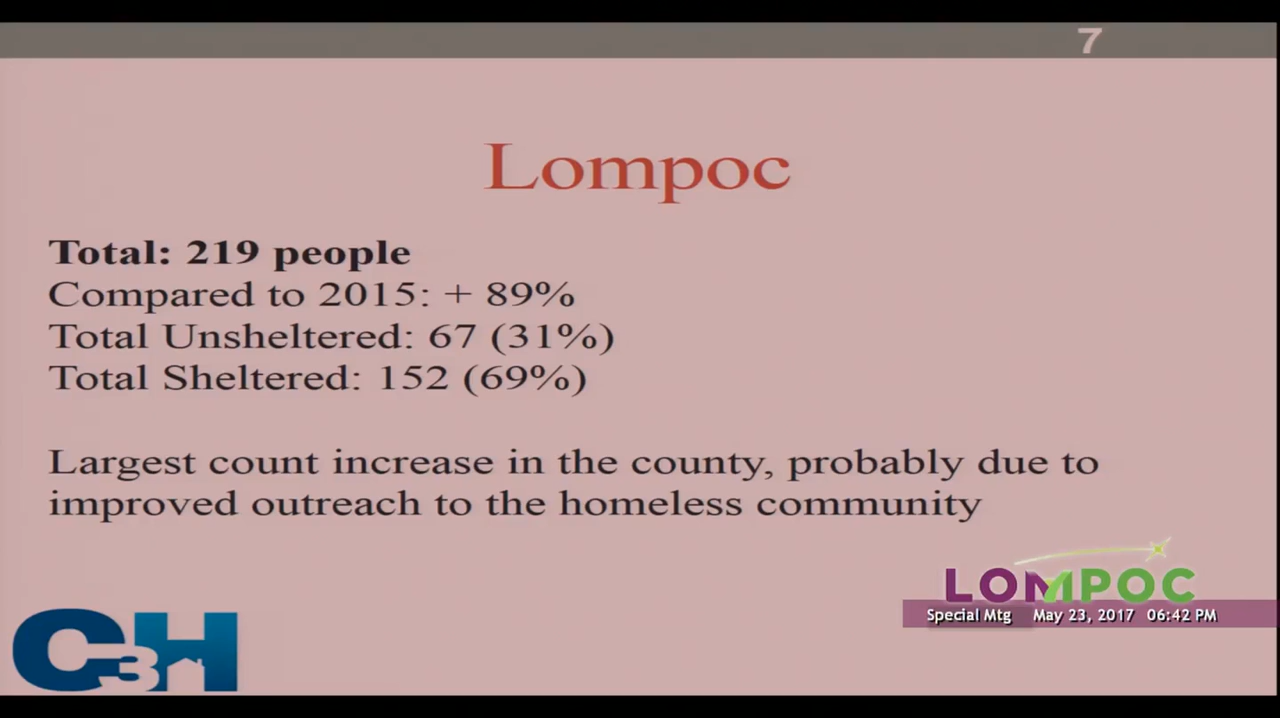 7
Lompoc
Total: 219 people
Compared to 2015: + 89%
Total Unsheltered: 67 (31%)
Total Sheltered: 152 (69%)
Largest count increase in the county, probably due to
improved outreach to the homeless community
LOMPOC
Special Mtg May 23, 2017 06:42 PM
C3H